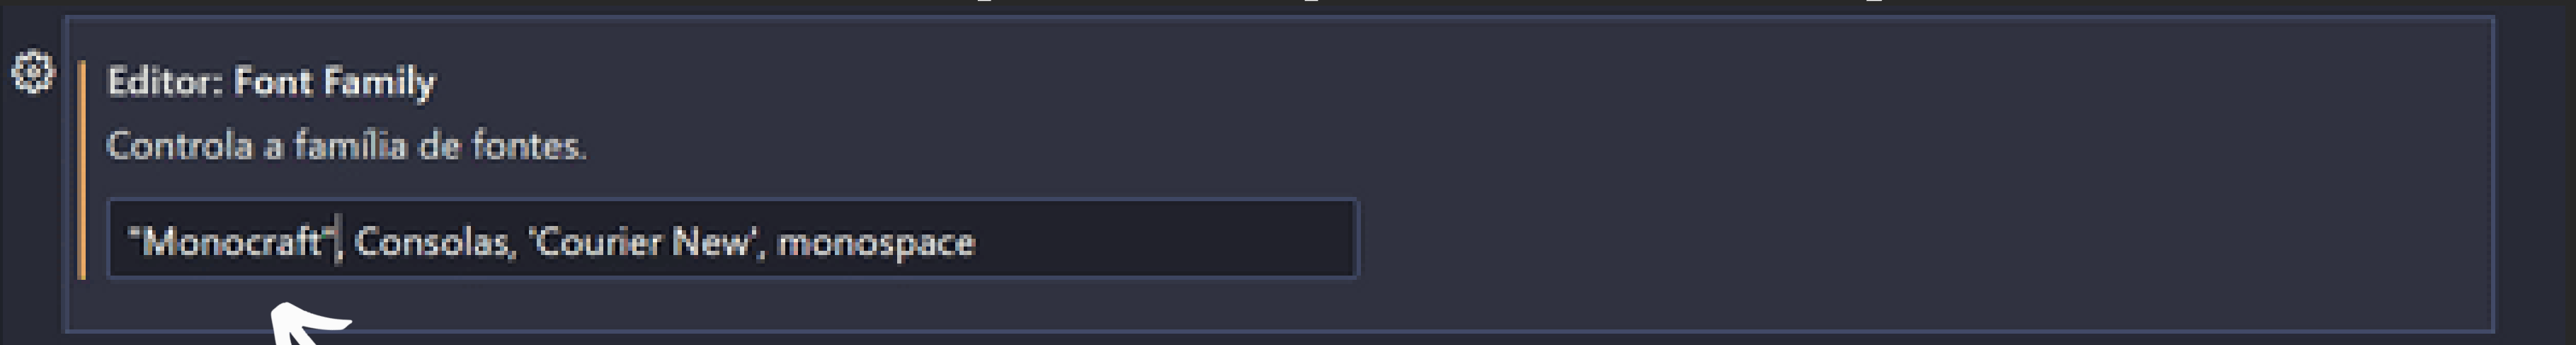 Editor: Font Family
Controla a família de fontes.
"Monocraft", Consolas, 'Courier New', monospace